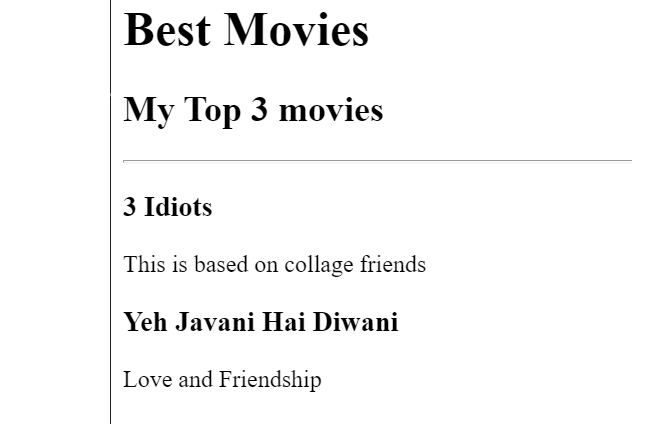 Best Movies
My Top 3 movies
3 Idiots
This is based on collage friends
Yeh Javani Hai Diwani
Love and Friendship